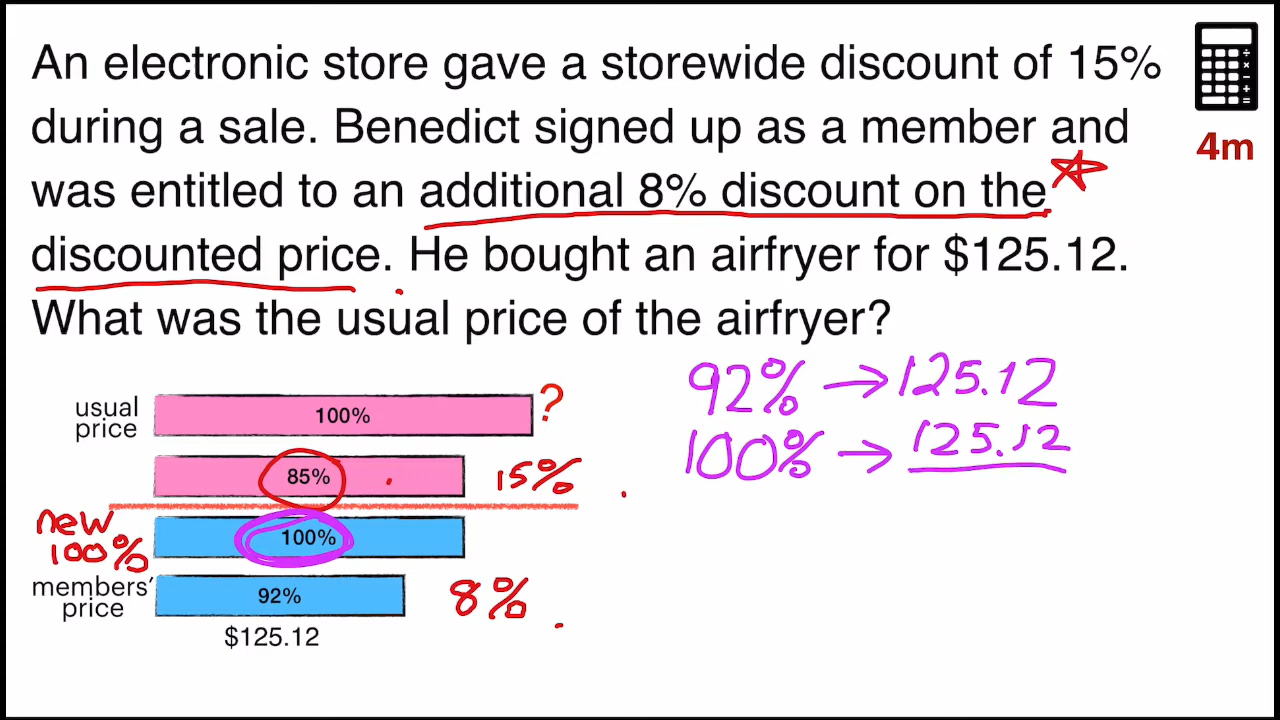 An electronic store gave a storewide discount of 15%
during a sale. Benedict signed up as a member and
was entitled to an additional 8% discount on the
discounted price. He bought an airfryer for $125.12.
What was the usual price of the airfryer?
4m
÷
×
−
+
=
usual
price
100%
?
85%
15%
new
100%
100%
members'
price
92%
8%
$125.12
92% → 125.12
100% → 125.12